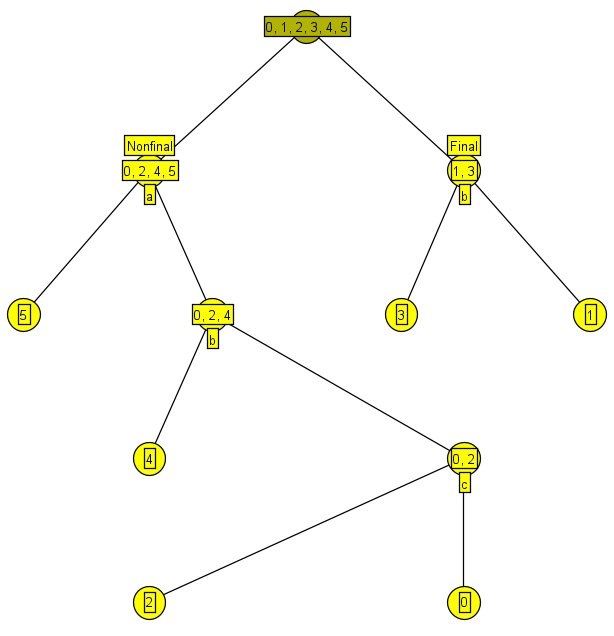 0, 1, 2, 3, 4, 5
Nonfinal
0, 2, 4, 5
a
Final
1, 3
b
5
0, 2, 4
b
3
1
4
0, 2
c
2
0